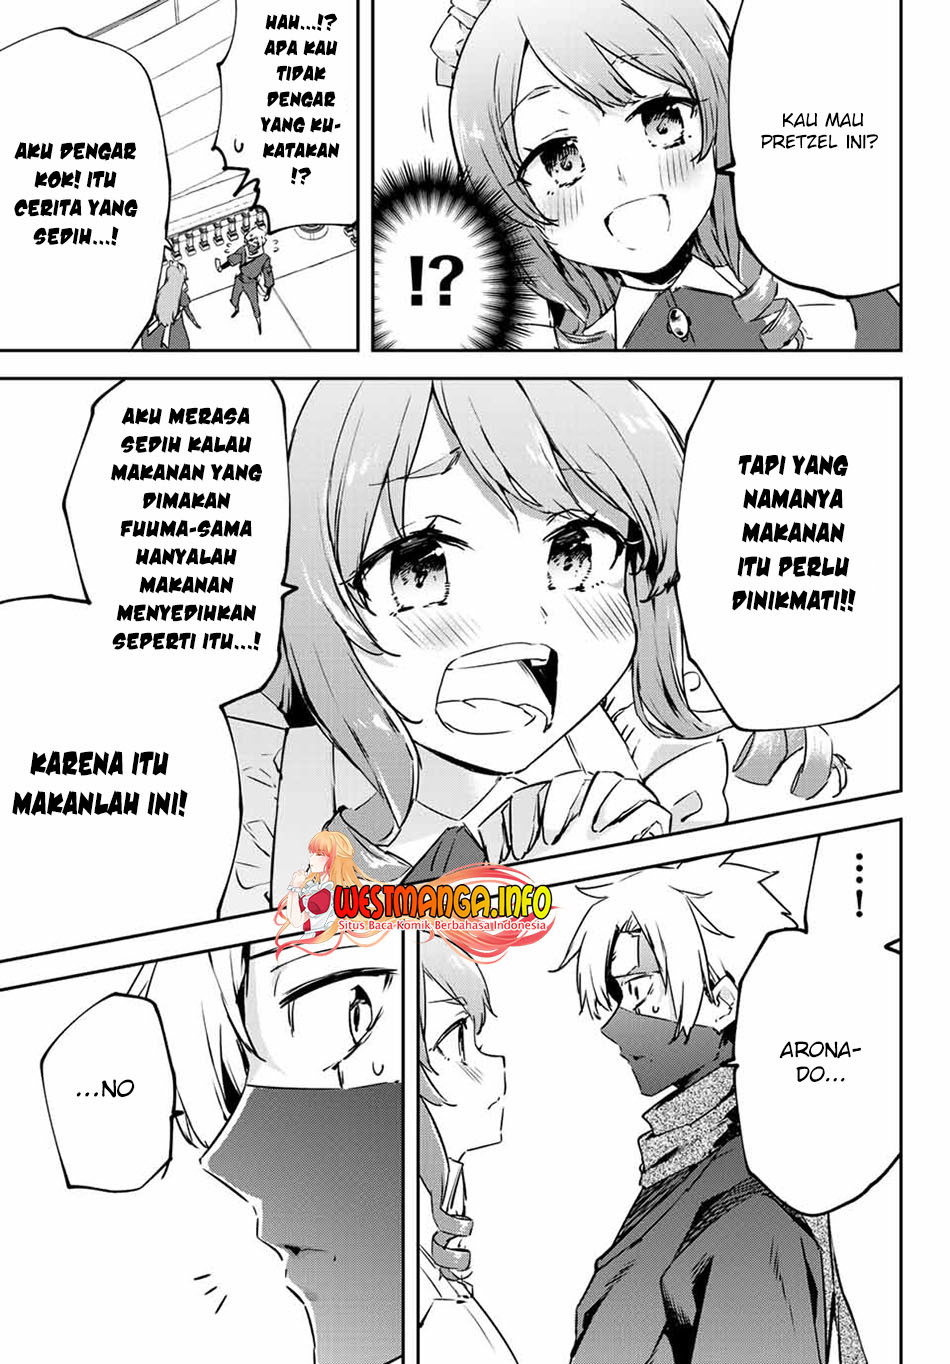 KAU MAU
PRETZEL INI?
!?
HAH...!?
APA KAU
TIDAK
DENGAR
YANG KU-
KATAKAN
!?
AKU DENGAR
KOK! ITU
CERITA YANG
SEDIH...!
TAPI YANG
NAMANYA
MAKANAN
ITU PERLU
DINIKMATI!!
AKU MERASA
SEDIH KALAU
MAKANAN YANG
DIMAKAN
FUUMA-SAMA
HANYALAH
MAKANAN
MENYEDIHKAN
SEPERTI ITU...!
KARENA ITU
MAKANLAH INI!
WESTMANGA.INFO
SITUS BACA KOMIK BERBAHASA INDONESIA
...!
ARONA-
DO...
...NO